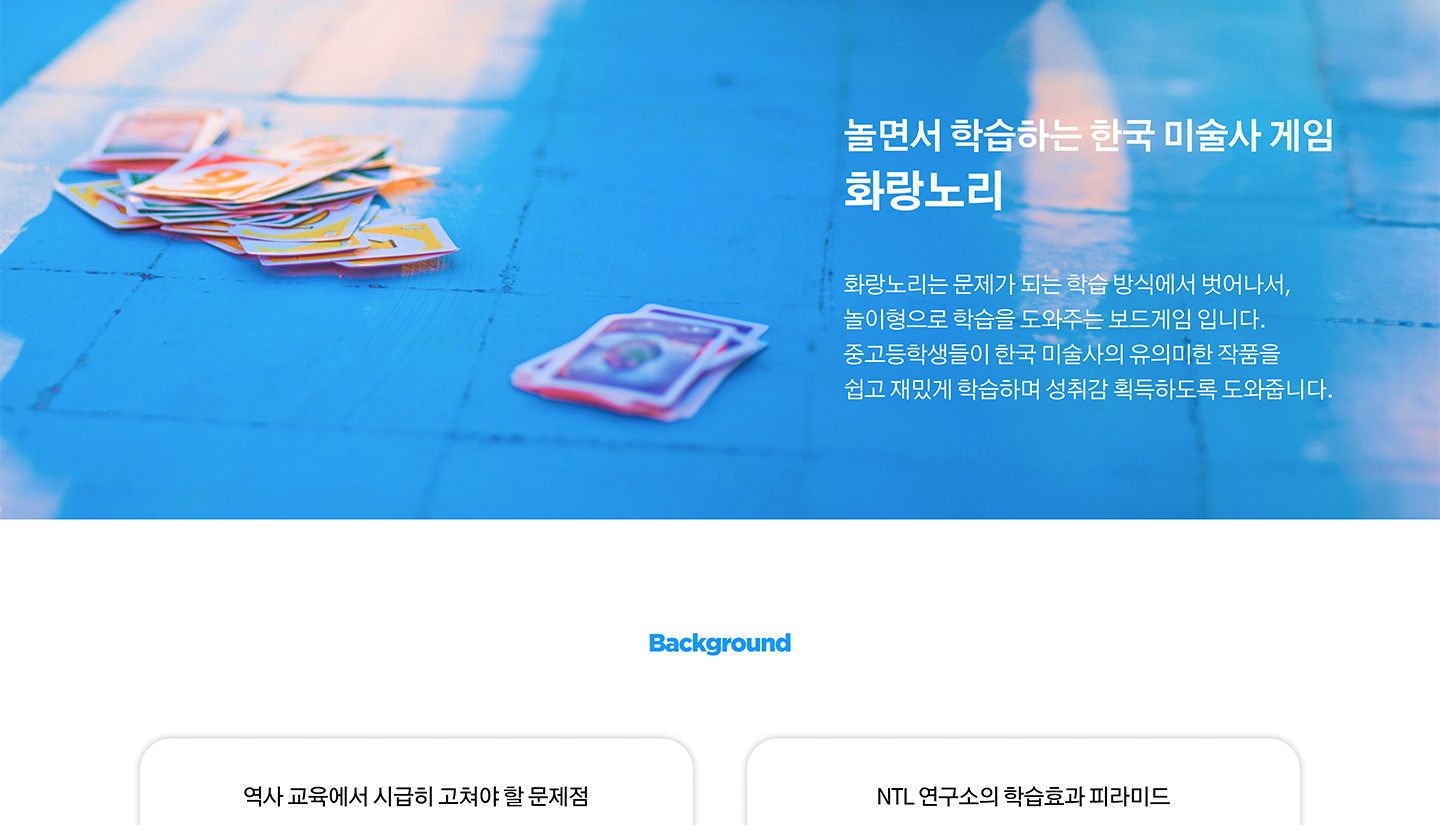 놀면서 학습하는 한국 미술사 게임
화랑노리
화랑노리는 문제가 되는 학습 방식에서 벗어나서,
놀이형으로 학습을 도와주는 보드게임 입니다.
중고등학생들이 한국 미술사의 유의미한 작품을
쉽고 재밌게 학습하며 성취감 획득하도록 도와줍니다.
Background
역사 교육에서 시급히 고쳐야 할 문제점
NTL 연구소의 학습효과 피라미드